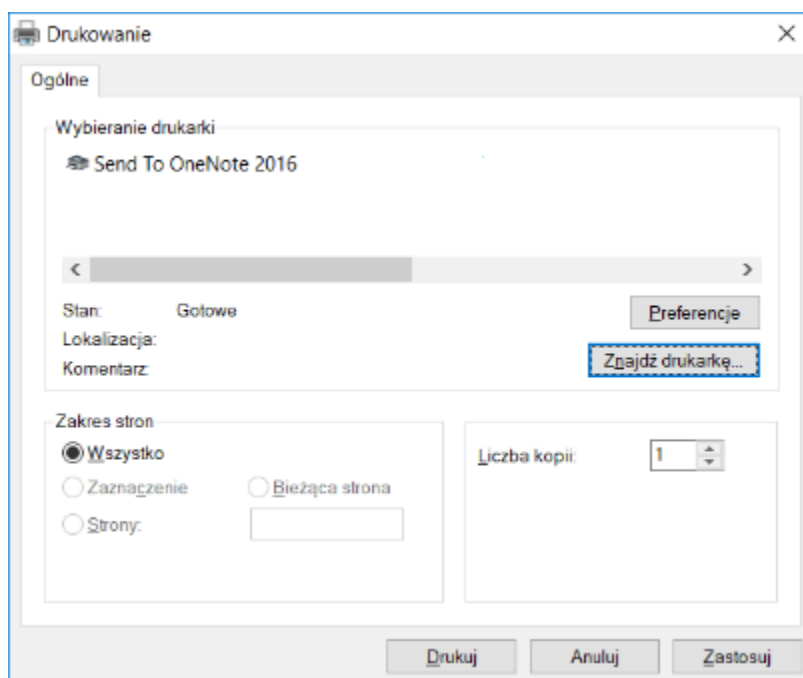 Drukowanie
Ogólne
Wybieranie drukarki
Send To OneNote 2016
Stan: Gotowe
Preferencje
Lokalizacja:
Znajdź drukarkę...
Komentarz:
Zakres stron
Wszystko
Liczba kopii: 1
Zaznaczenie Bieżąca strona
Strony:
Drukuj Anuluj Zastosuj